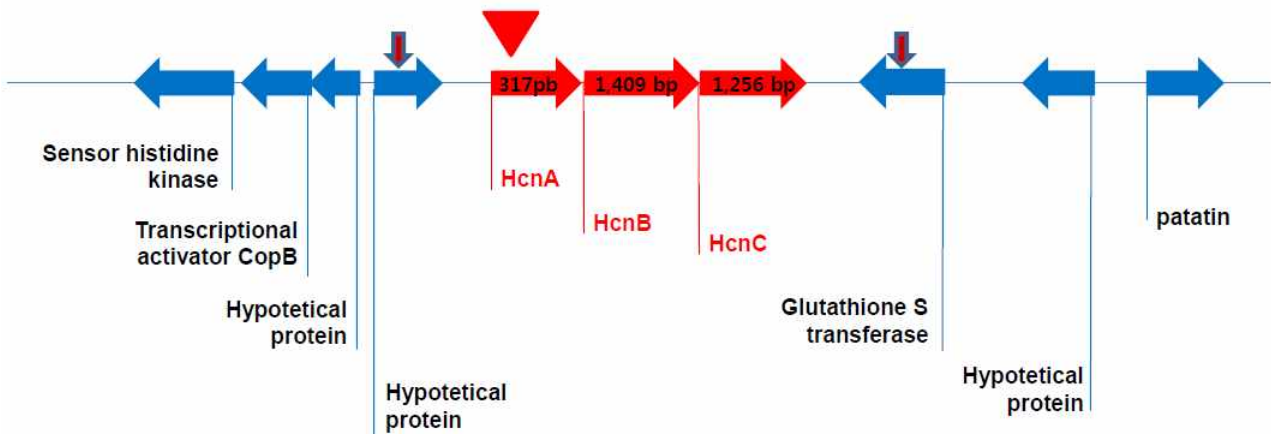 317pb
1,409 bp
1,256 bp
Sensor histidine
kinase
HcnA
HcnB
HcnC
patatin
Transcriptional
activator CopB
Hypotetical
protein
Glutathione S
transferase
Hypotetical
protein
Hypotetical
protein